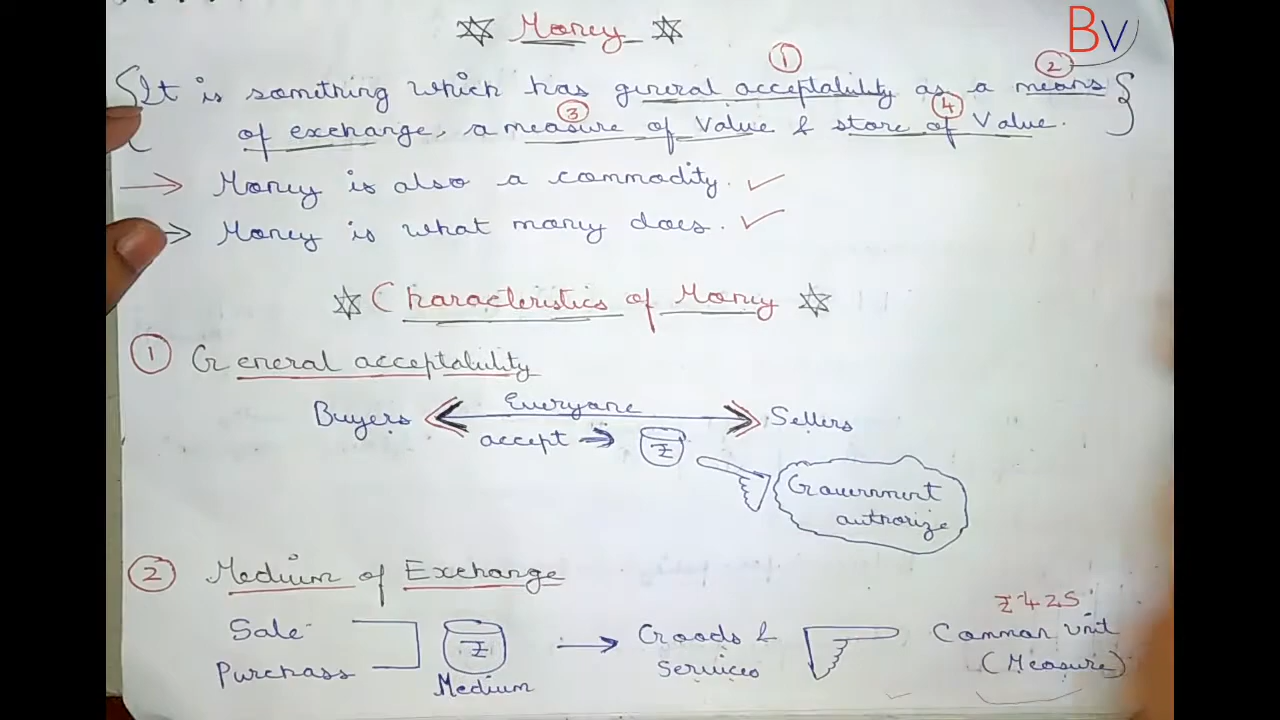 Money
BV
① ②
It is something which has general acceptability as a means
③ ④
of exchange, a measure of Value & store of Value.
Money is also a commodity.
Money is what money does.
Characteristics of Money
① General acceptability
Buyers Everyone Sellers
accept ₹
Government
authorize
② Medium of Exchange
₹425
Sale ₹ Goods & Common unit
Purchase Services (Measure)
Medium